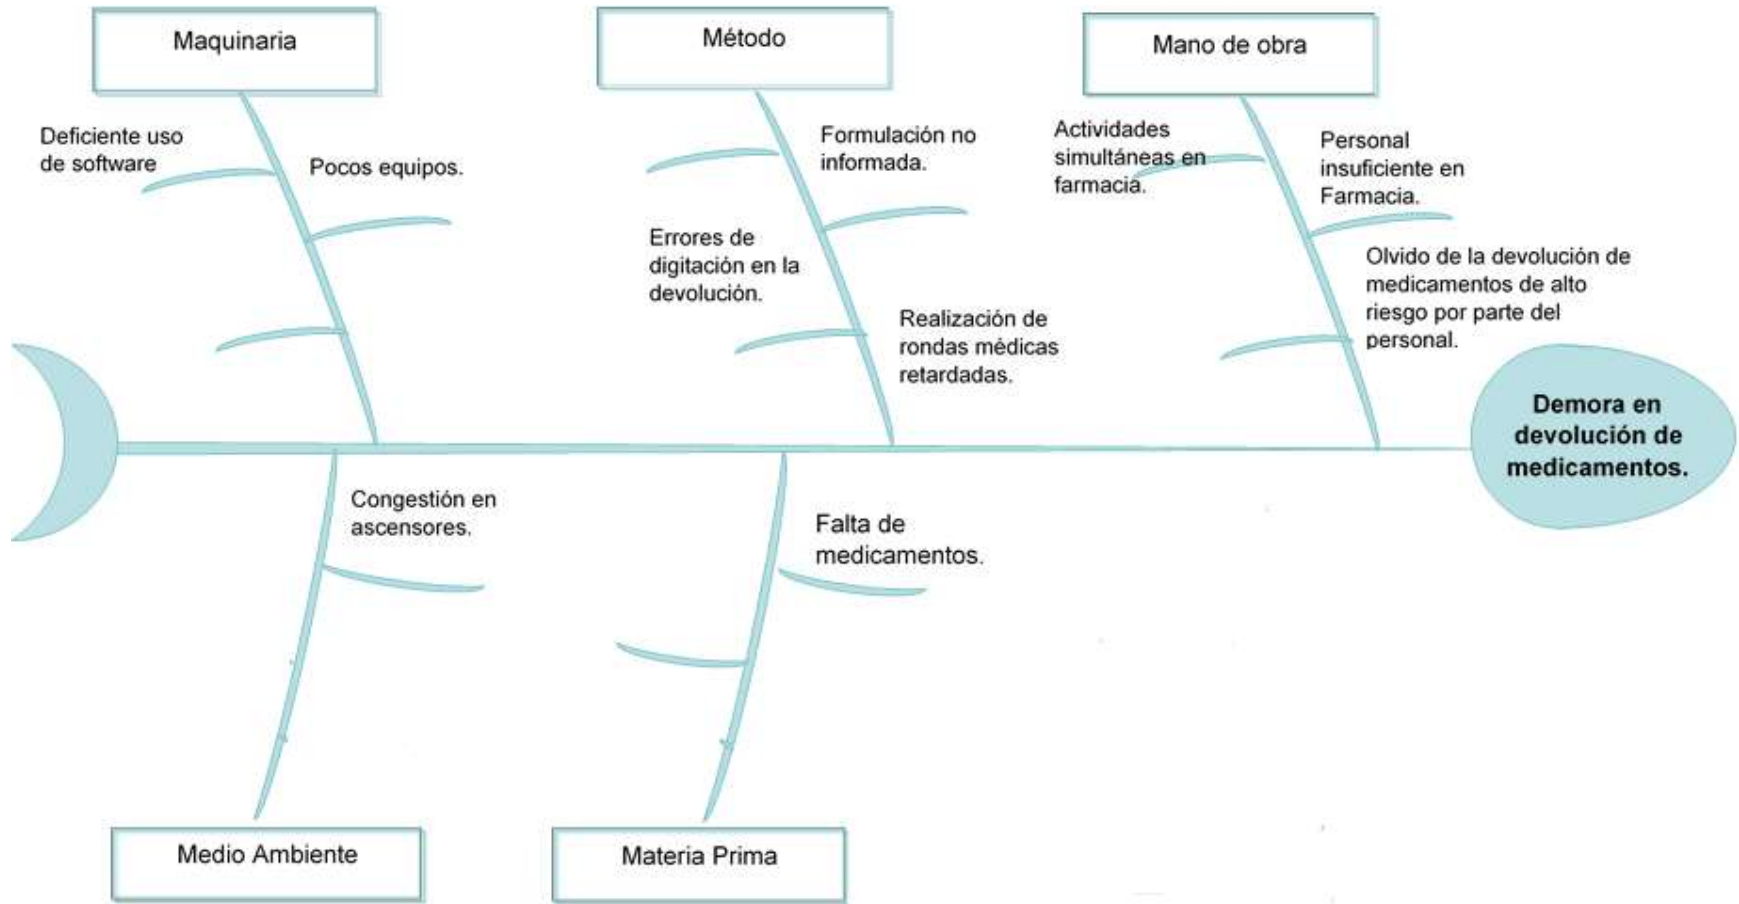 Maquinaria
Método
Mano de obra
Deficiente uso
de software
Pocos equipos.
Formulación no
informada.
Errores de
digitación en la
devolución.
Realización de
rondas médicas
retardadas.
Actividades
simultáneas en
farmacia.
Personal
insuficiente en
Farmacia.
Olvido de la devolución de
medicamentos de alto
riesgo por parte del
personal.
Demora en
devolución de
medicamentos.
Congestión en
ascensores.
Falta de
medicamentos.
Medio Ambiente
Materia Prima